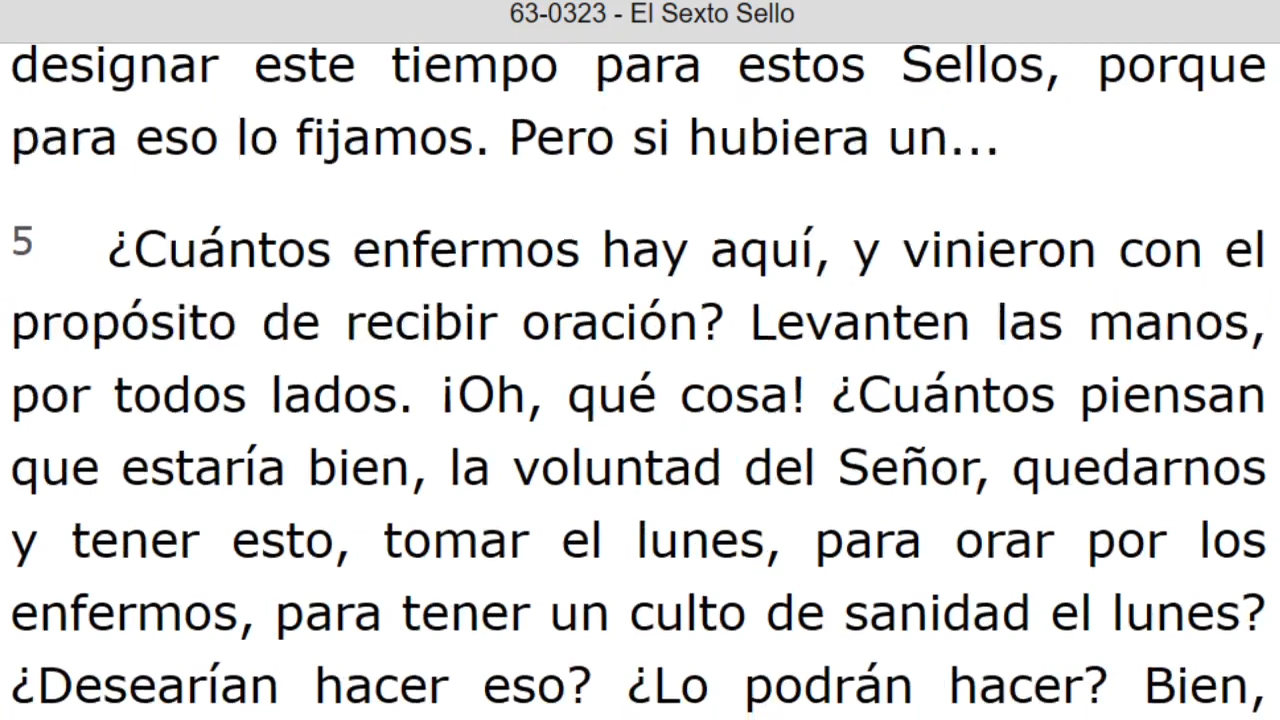 63-0323 - El Sexto Sello
designar este tiempo para estos Sellos, porque
para eso lo fijamos. Pero si hubiera un...
5 ¿Cuántos enfermos hay aquí, y vinieron con el
propósito de recibir oración? Levanten las manos,
por todos lados. ¡Oh, qué cosa! ¿Cuántos piensan
que estaría bien, la voluntad del Señor, quedarnos
y tener esto, tomar el lunes, para orar por los
enfermos, para tener un culto de sanidad el lunes?
¿Desearían hacer eso? ¿Lo podrán hacer? Bien,